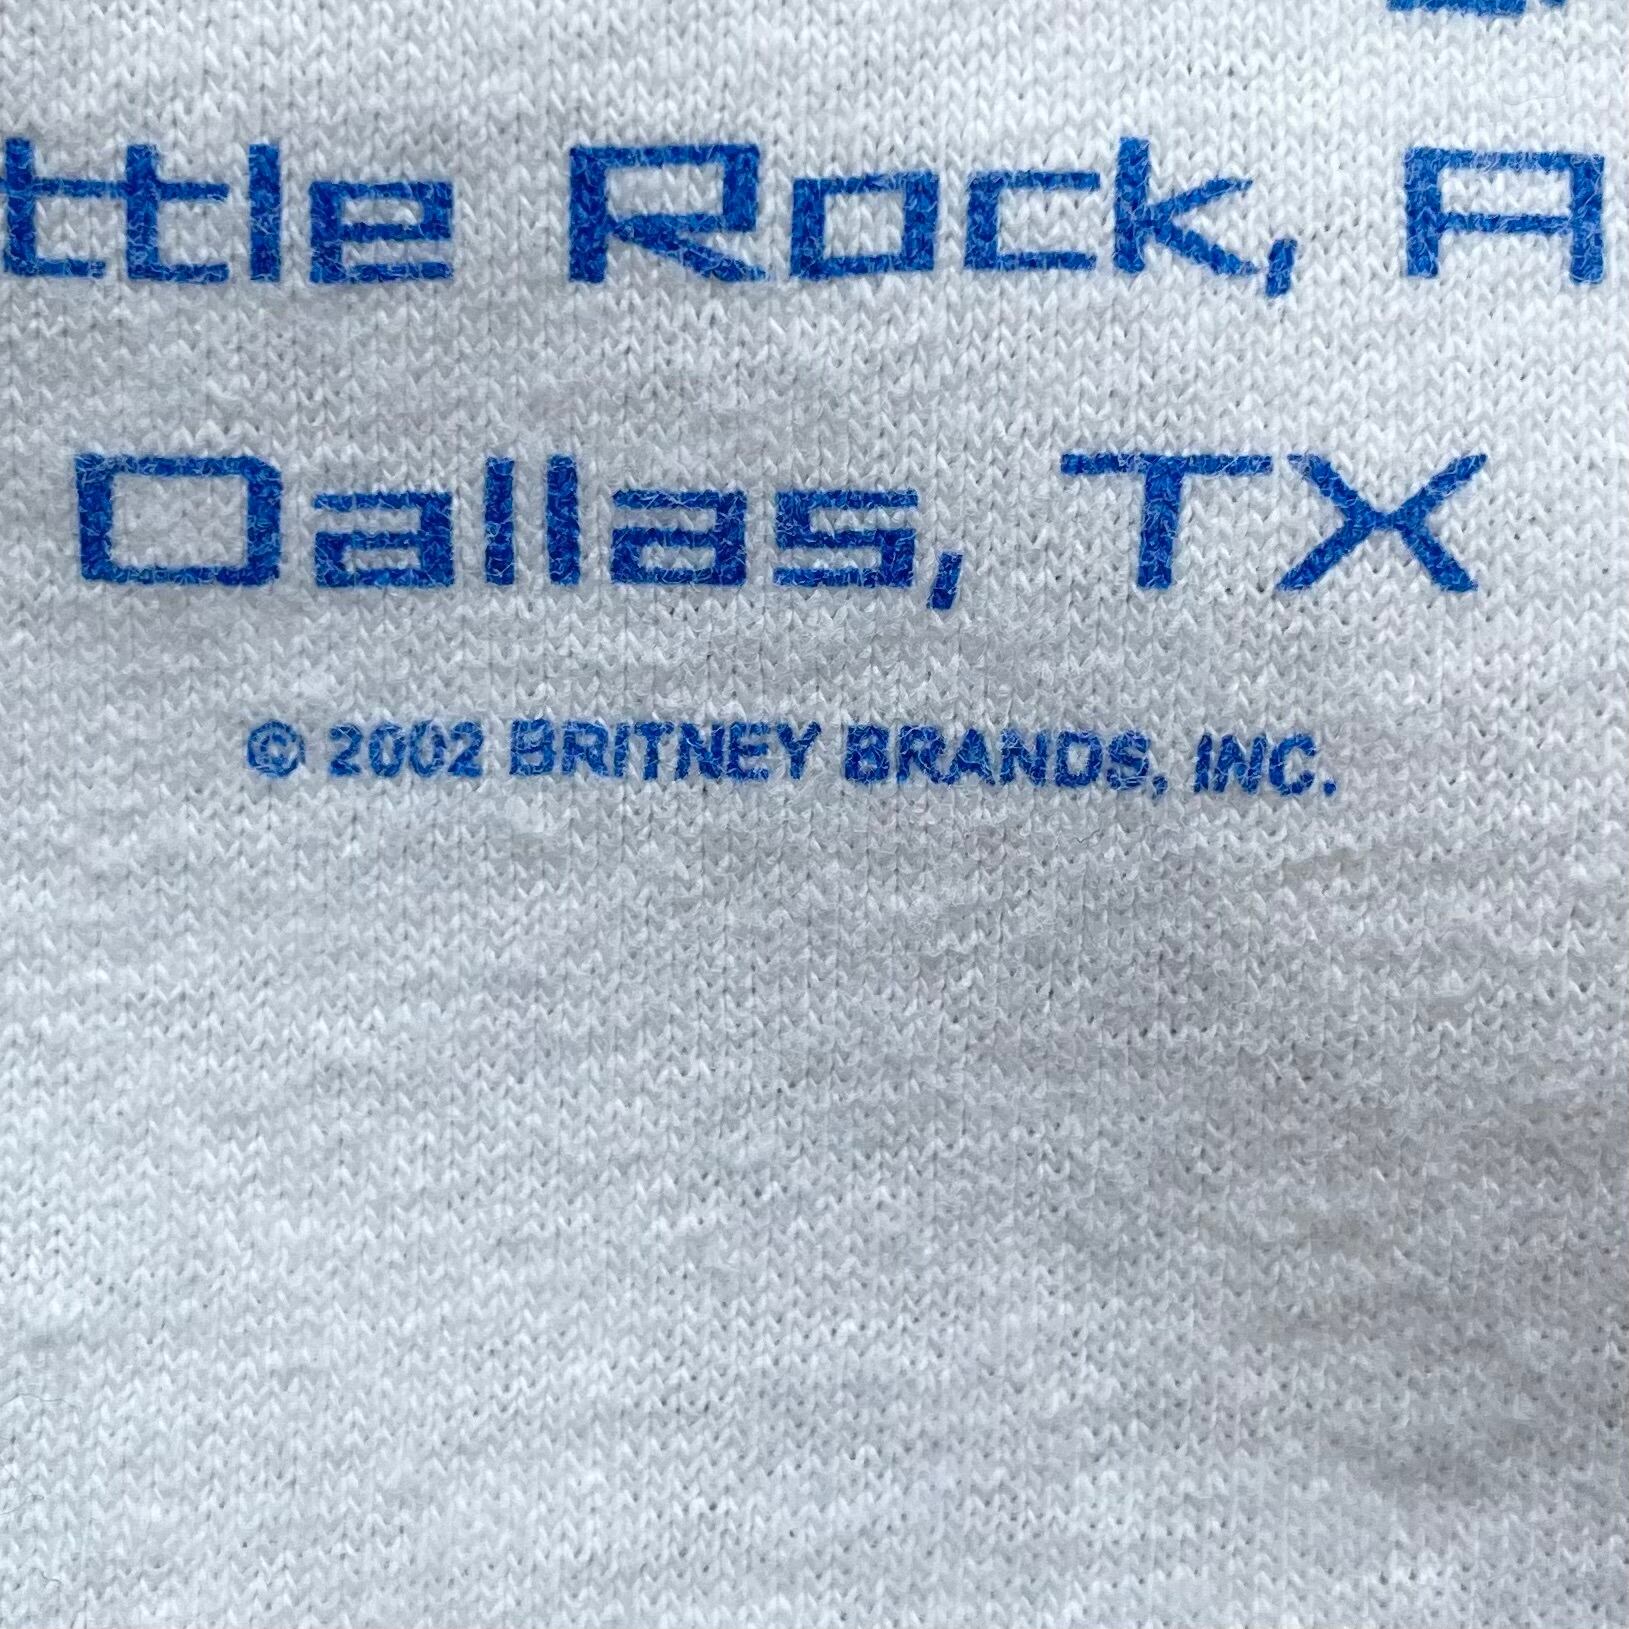 ttle Rock, A
Dallas, TX
© 2002 BRITNEY BRANDS, INC.